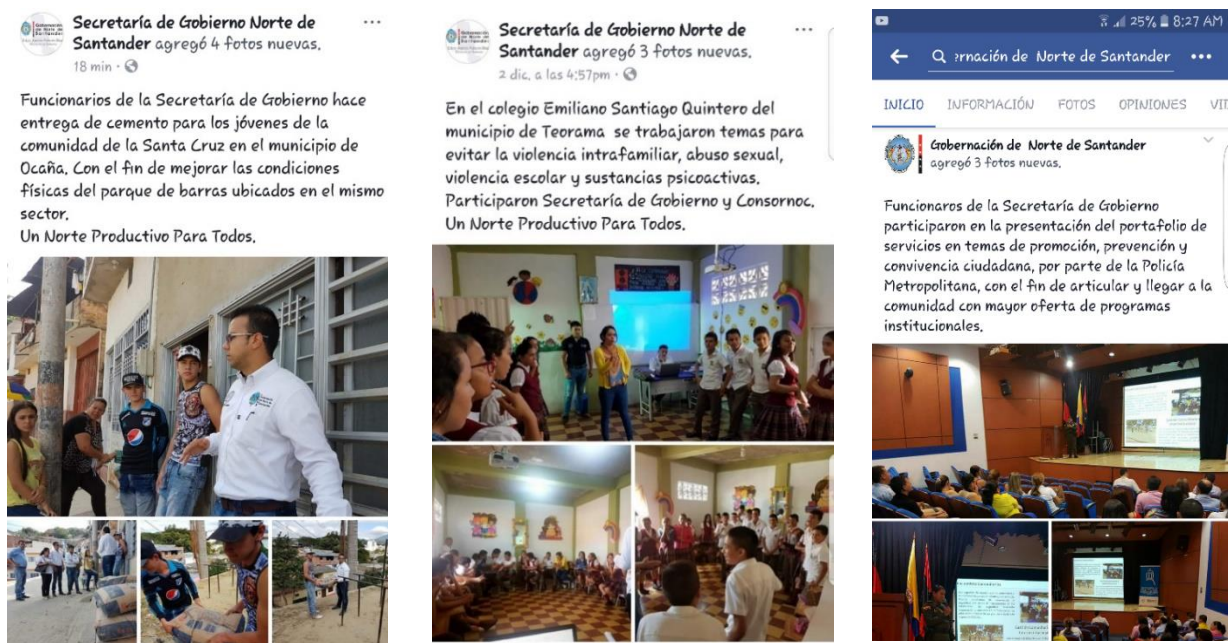 Secretaría de Gobierno Norte de
Santander agregó 4 fotos nuevas.
18 min ·
Funcionarios de la Secretaría de Gobierno hace
entrega de cemento para los jóvenes de la
comunidad de la Santa Cruz en el municipio de
Ocaña. Con el fin de mejorar las condiciones
físicas del parque de barras ubicados en el mismo
sector.
Un Norte Productivo Para Todos.
pepsi
Secretaría de Gobierno Norte de
Santander agregó 3 fotos nuevas.
2 dic. a las 4:57pm ·
En el colegio Emiliano Santiago Quintero del
municipio de Teorama se trabajaron temas para
evitar la violencia intrafamiliar, abuso sexual,
violencia escolar y sustancias psicoactivas.
Participaron Secretaría de Gobierno y Consornoc.
Un Norte Productivo Para Todos.
25% 8:27 AM
ernación de Norte de Santander
INICIO INFORMACIÓN FOTOS OPINIONES VI
Gobernación de Norte de Santander
agregó 3 fotos nuevas.
Funcionaros de la Secretaría de Gobierno
participaron en la presentación del portafolio de
servicios en temas de promoción, prevención y
convivencia ciudadana, por parte de la Policía
Metropolitana, con el fin de articular y llegar a la
comunidad con mayor oferta de programas
institucionales.